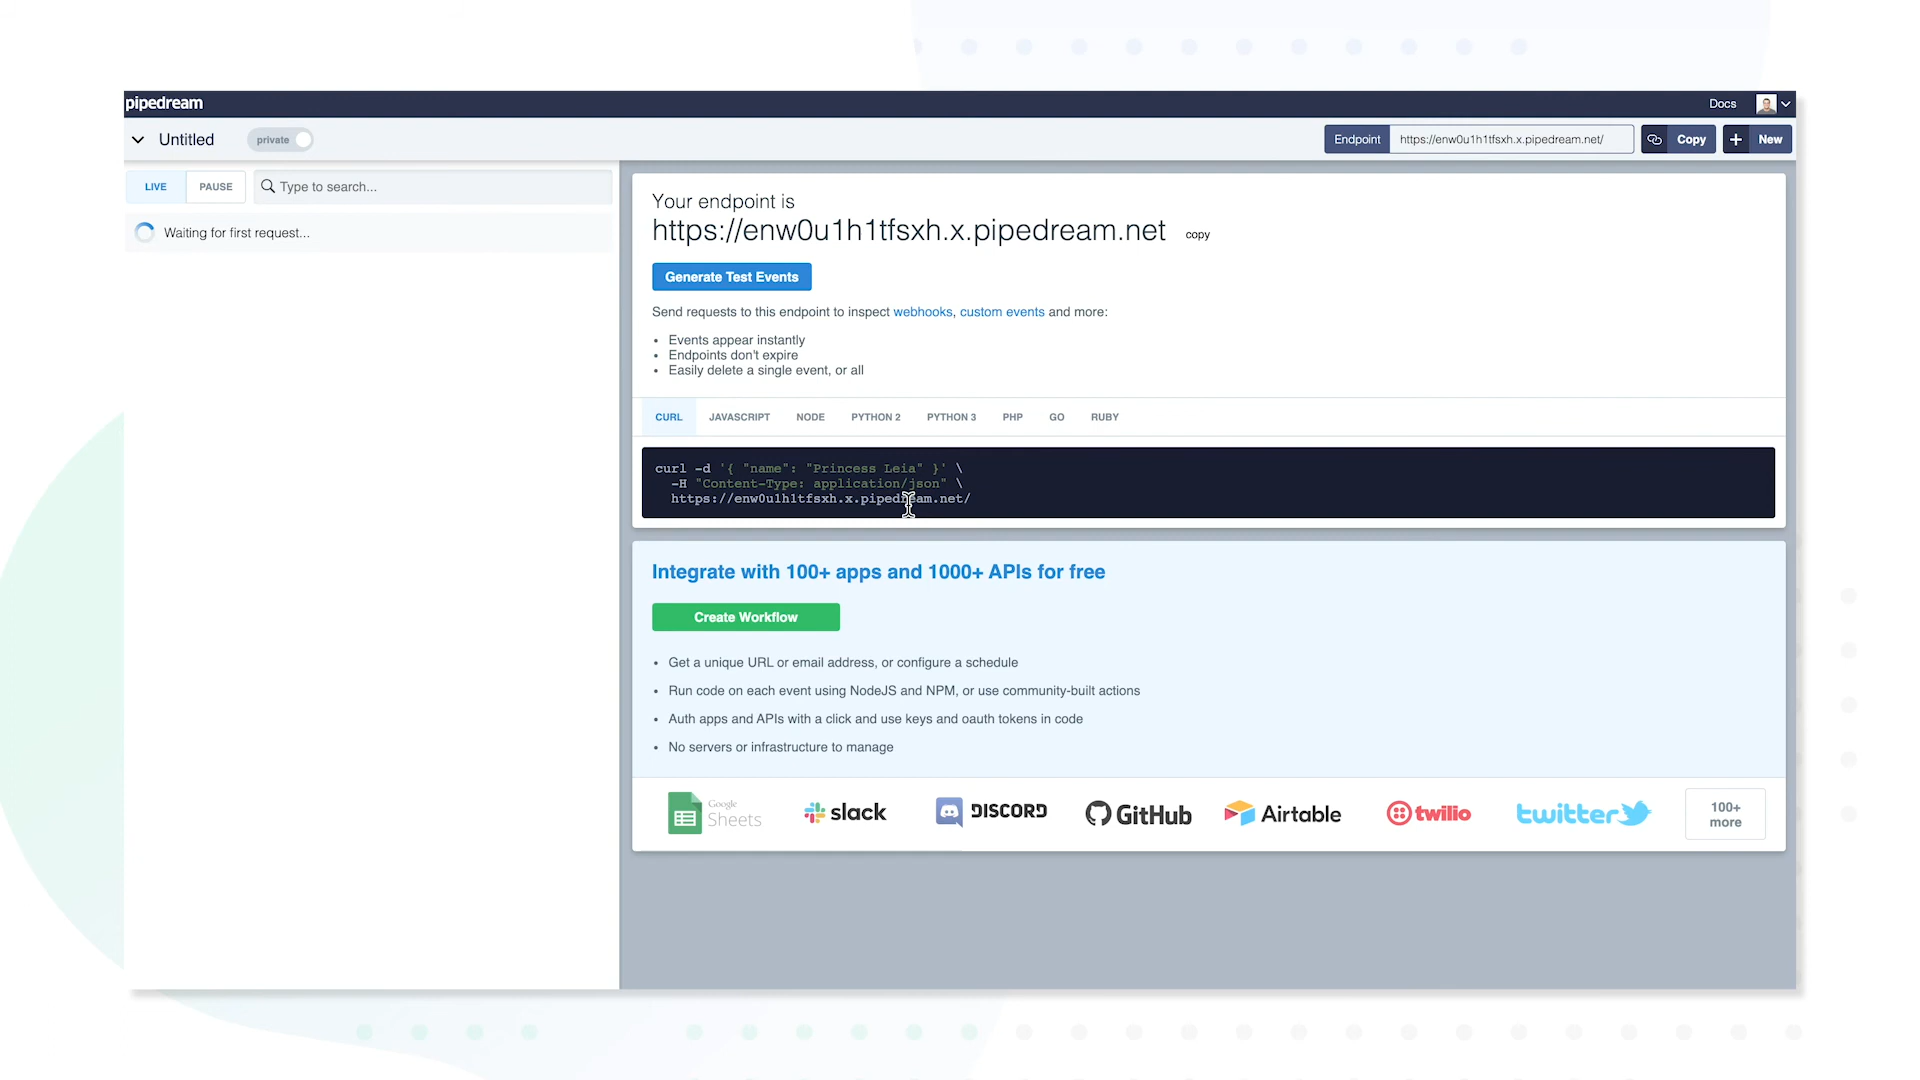 pipedream
Docs
Untitled
private
Endpoint
https://enw0u1h1tfsxh.x.pipedream.net/
Copy
New
LIVE
PAUSE
Type to search...
Waiting for first request...
Your endpoint is
https://enw0u1h1tfsxh.x.pipedream.net
copy
Generate Test Events
Send requests to this endpoint to inspect webhooks, custom events and more:
• Events appear instantly
• Endpoints don't expire
• Easily delete a single event, or all
CURL
JAVASCRIPT
NODE
PYTHON 2
PYTHON 3
PHP
GO
RUBY
curl -d '{ "name": "Princess Leia" }' \
-H "Content-Type: application/json" \
https://enw0u1h1tfsxh.x.pipedream.net/
Integrate with 100+ apps and 1000+ APIs for free
Create Workflow
• Get a unique URL or email address, or configure a schedule
• Run code on each event using NodeJS and NPM, or use community-built actions
• Auth apps and APIs with a click and use keys and oauth tokens in code
• No servers or infrastructure to manage
Google
Sheets
slack
DISCORD
GitHub
Airtable
twilio
twitter
100+
more